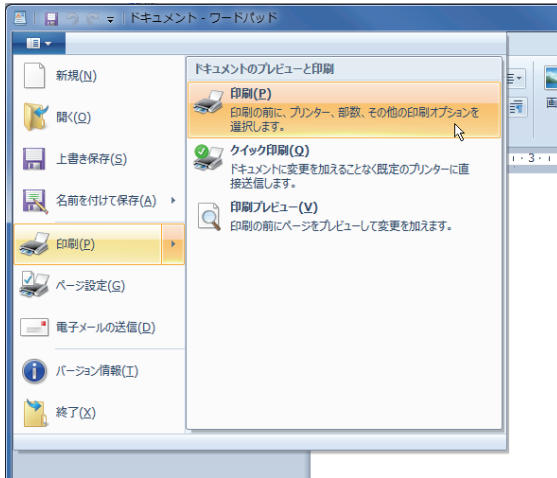 ドキュメント - ワードパッド
新規(N)
開く(O)
上書き保存(S)
名前を付けて保存(A)
印刷(P)
ページ設定(G)
電子メールの送信(D)
バージョン情報(I)
終了(X)
ドキュメントのプレビューと印刷
印刷(P)
印刷の前に、プリンター、部数、その他の印刷オプションを
選択します。
クイック印刷(Q)
ドキュメントに変更を加えることなく既定のプリンターに直
接送信します。
印刷プレビュー(V)
印刷の前にページをプレビューして変更を加えます。
画
3